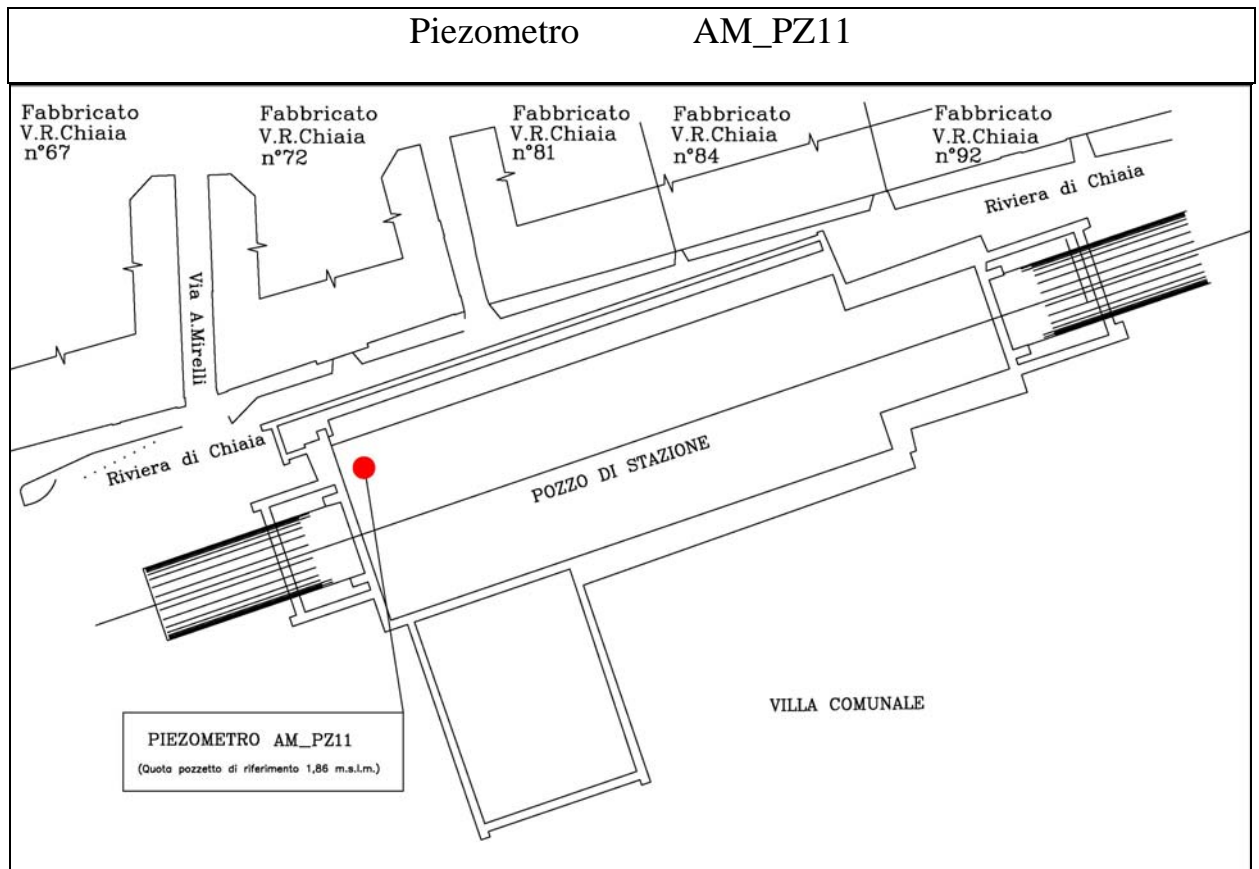 Piezometro AM_PZ11
Fabbricato
V.R.Chiaia
n°67
Fabbricato
V.R.Chiaia
n°72
Fabbricato
V.R.Chiaia
n°81
Fabbricato
V.R.Chiaia
n°84
Fabbricato
V.R.Chiaia
n°92
Riviera di Chiaia
Via A.Mirelli
Riviera di Chiaia
POZZO DI STAZIONE
VILLA COMUNALE
PIEZOMETRO AM_PZ11
(Quota pozzetto di riferimento 1,86 m.s.l.m.)